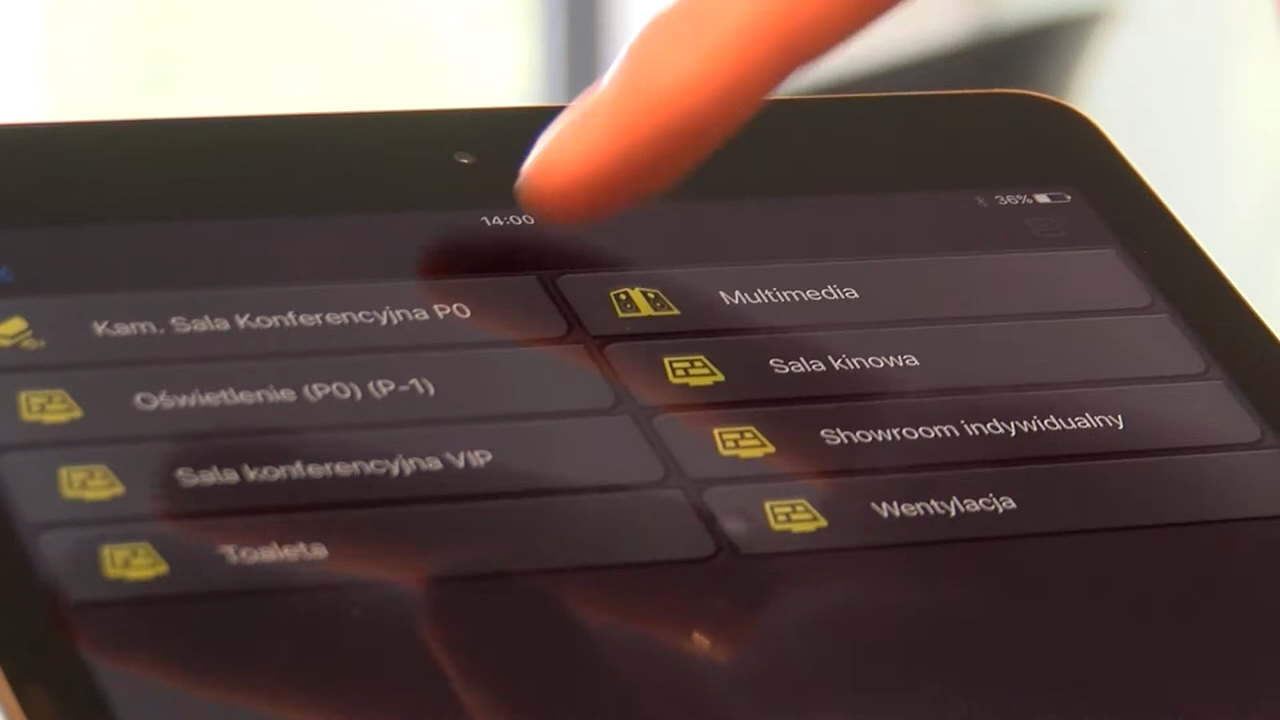 14:00
36%
Kam. Sala Konferencyjna P0
Multimedia
Oświetlenie (P0) (P-1)
Sala kinowa
Sala konferencyjna VIP
Showroom indywidualny
Toaleta
Wentylacja